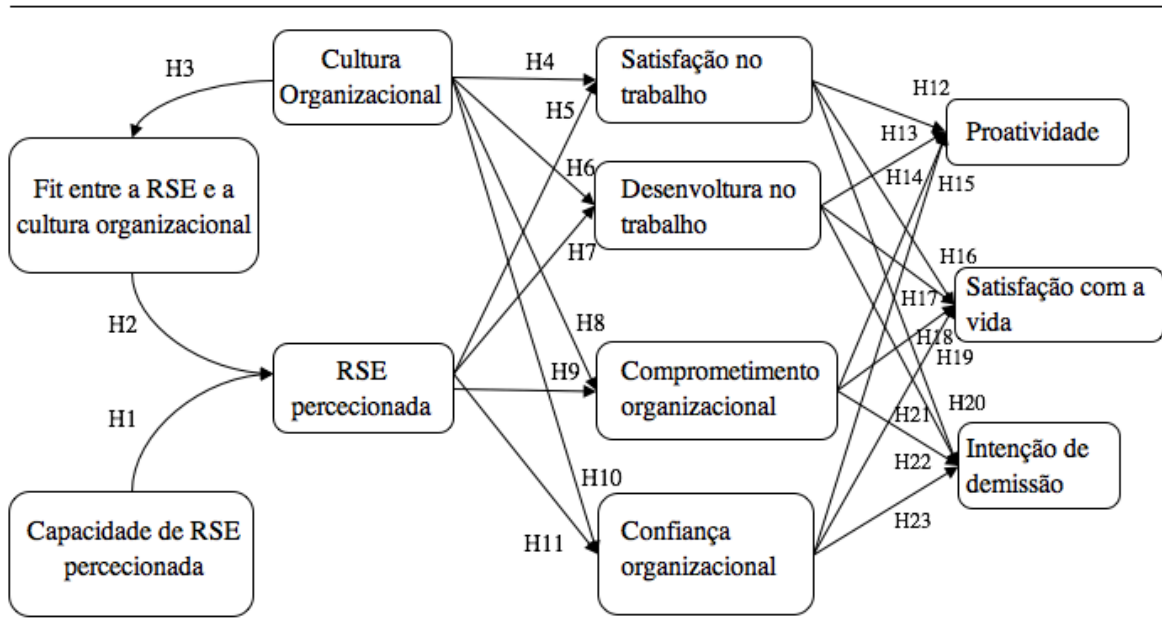 Cultura
Organizacional
H3
H4
Satisfação no
trabalho
H5
H12
Proatividade
H13
H14
H15
Fit entre a RSE e a
cultura organizacional
H6
Desenvoltura no
trabalho
H7
H16
Satisfação com a
vida
H17
H18
H19
H2
H8
RSE
percecionada
H9
Comprometimento
organizacional
H1
H20
H21
Intenção de
demissão
H22
H10
H23
Capacidade de RSE
percecionada
H11
Confiança
organizacional